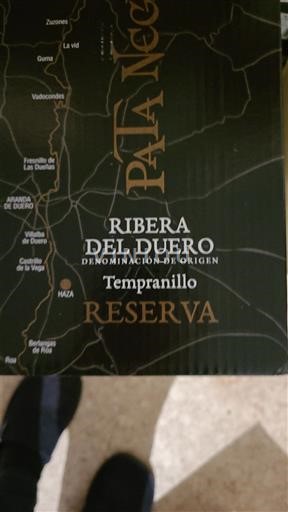 Zuzones
La vid
Guma
Vadocondes
Fresnillo de
Las Dueñas
ARANDA
DE DUERO
Villalba
de Duero
Castrillo
de la Vega
HAZA
Berlangas
de Roa
Roa
PATA NEG
RIBERA
DEL DUERO
DENOMINACIÓN DE ORIGEN
Tempranillo
RESERVA